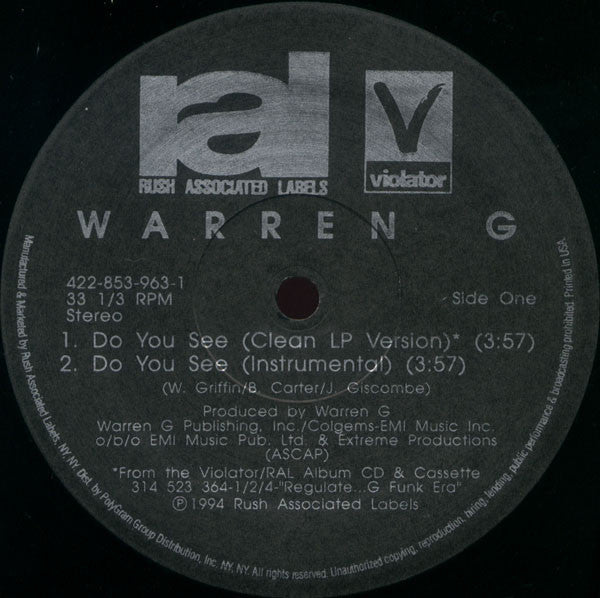 ral
RUSH ASSOCIATED LABELS
V
violator
WARREN G
422-853-963-1
33 1/3 RPM
Stereo
Side One
1. Do You See (Clean LP Version)* (3:57)
2. Do You See (Instrumental) (3:57)
(W. Griffin/B. Carter/J. Giscombe)
Produced by Warren G
Warren G Publishing, Inc./Colgems-EMI Music Inc.
o/b/o EMI Music Pub. Ltd. & Extreme Productions
(ASCAP)
*From the Violator/RAL Album CD & Cassette
314 523 364-1/2/4-"Regulate...G Funk Era"
℗ 1994 Rush Associated Labels
Manufactured & Marketed by Rush Associated Labels, NY, NY. Dist. by PolyGram Group Distribution, Inc. NY, NY. All rights reserved. Unauthorized copying, reproduction, hiring, lending, public performance & broadcasting prohibited. Printed in USA.